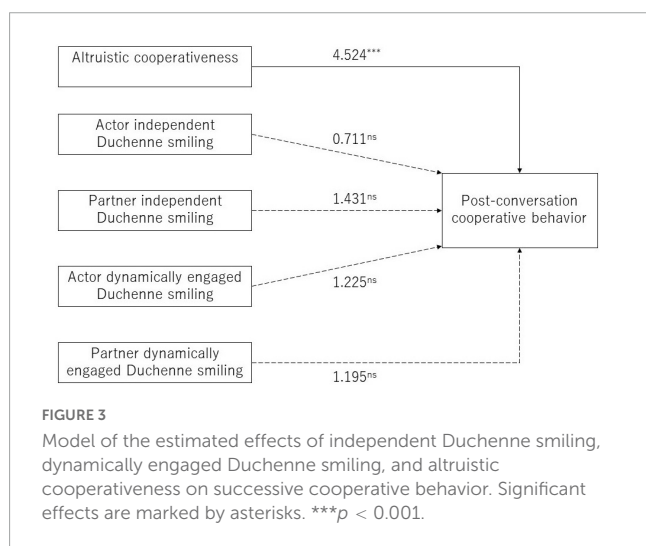 Altruistic cooperativeness
4.524***
Actor independent
Duchenne smiling
0.711ns
Partner independent
Duchenne smiling
1.431ns
Post-conversation
cooperative behavior
Actor dynamically engaged
Duchenne smiling
1.225ns
Partner dynamically
engaged Duchenne smiling
1.195ns
FIGURE 3
Model of the estimated effects of independent Duchenne smiling,
dynamically engaged Duchenne smiling, and altruistic
cooperativeness on successive cooperative behavior. Significant
effects are marked by asterisks. ***p < 0.001.